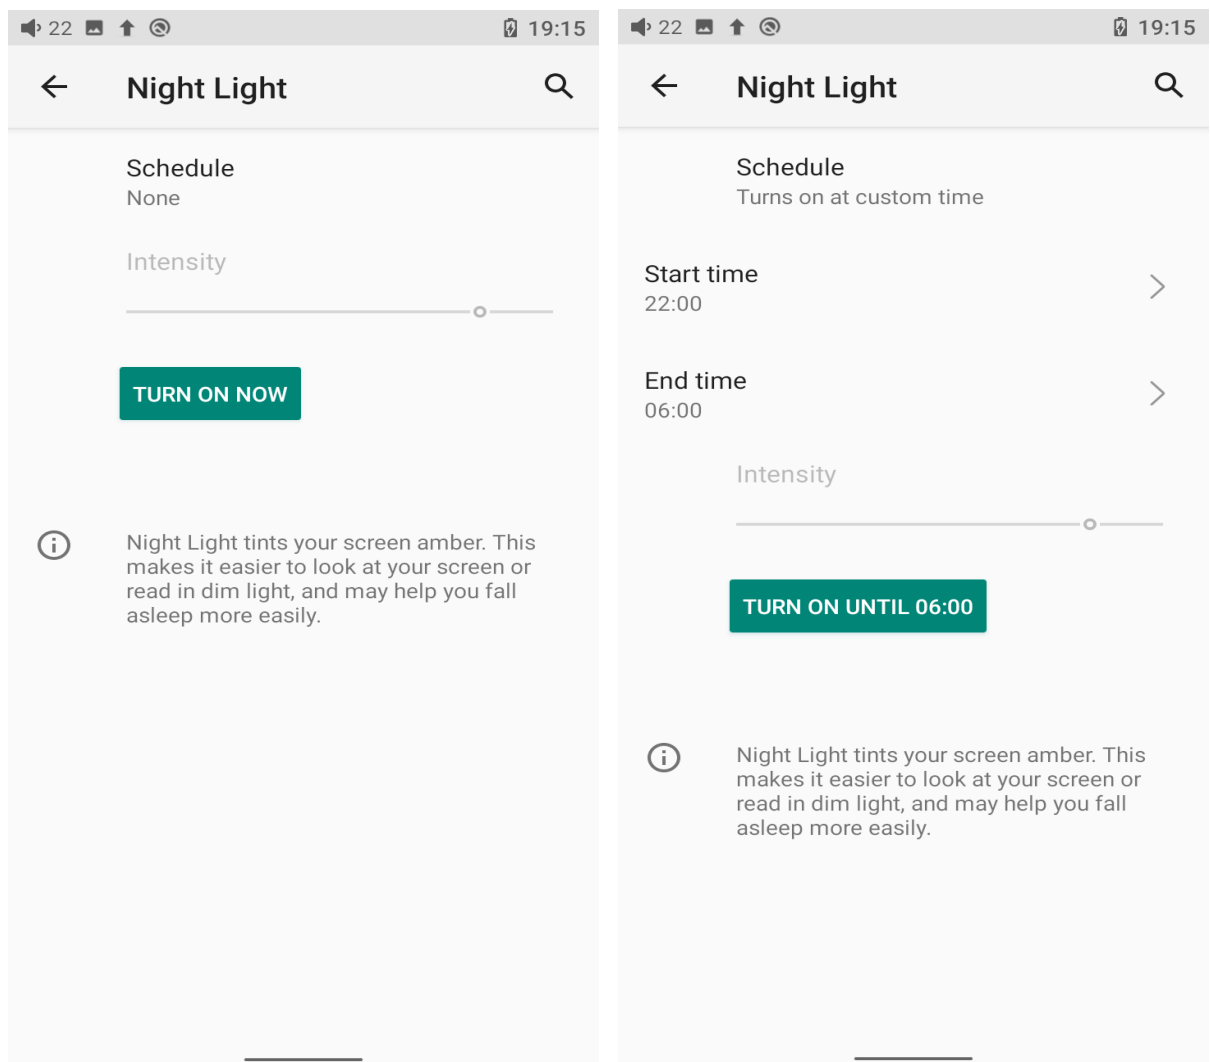 22
19:15
Night Light
Schedule
None
Intensity
TURN ON NOW
Night Light tints your screen amber. This
makes it easier to look at your screen or
read in dim light, and may help you fall
asleep more easily.
22
19:15
Night Light
Schedule
Turns on at custom time
Start time
22:00
End time
06:00
Intensity
TURN ON UNTIL 06:00
Night Light tints your screen amber. This
makes it easier to look at your screen or
read in dim light, and may help you fall
asleep more easily.